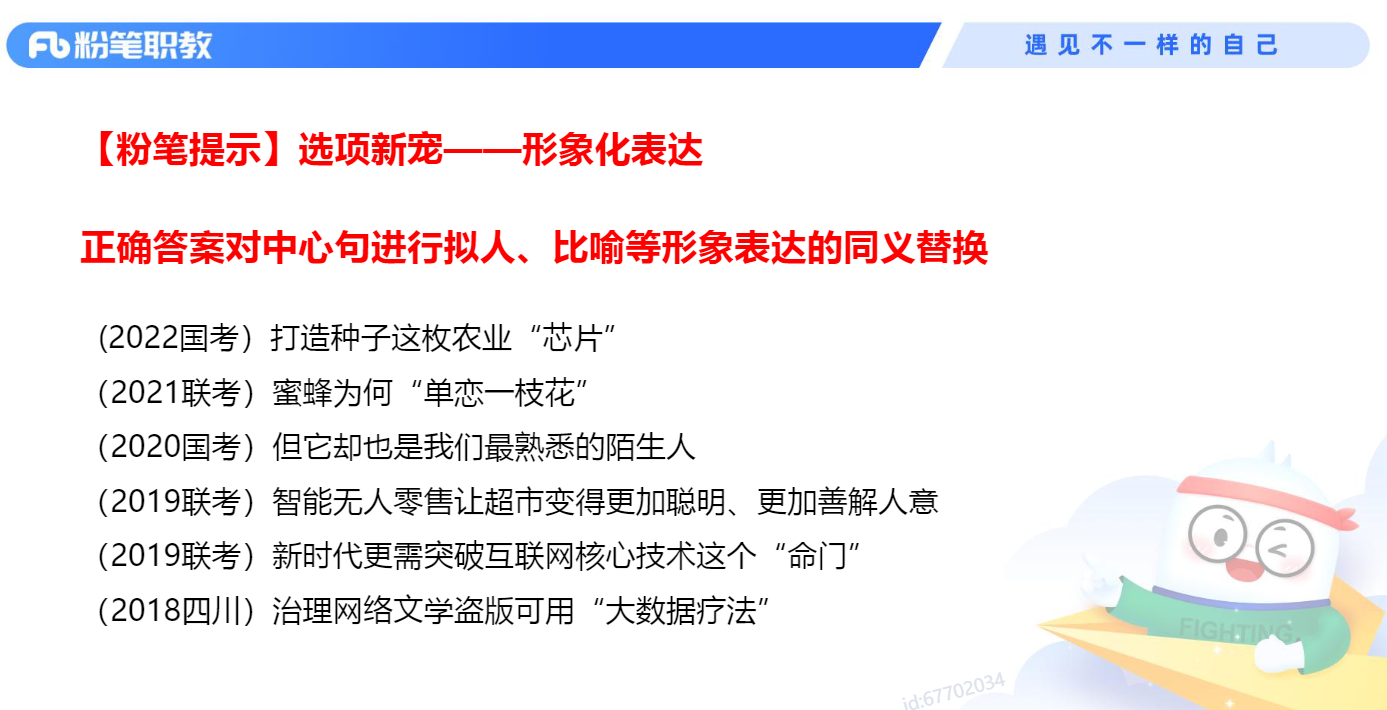 粉笔职教
遇见不一样的自己
【粉笔提示】选项新宠——形象化表达
正确答案对中心句进行拟人、比喻等形象表达的同义替换
（2022国考）打造种子这枚农业“芯片”
（2021联考）蜜蜂为何“单恋一枝花”
（2020国考）但它却也是我们最熟悉的陌生人
（2019联考）智能无人零售让超市变得更加聪明、更加善解人意
（2019联考）新时代更需突破互联网核心技术这个“命门”
（2018四川）治理网络文学盗版可用“大数据疗法”
FIGHTING.
id:67702034